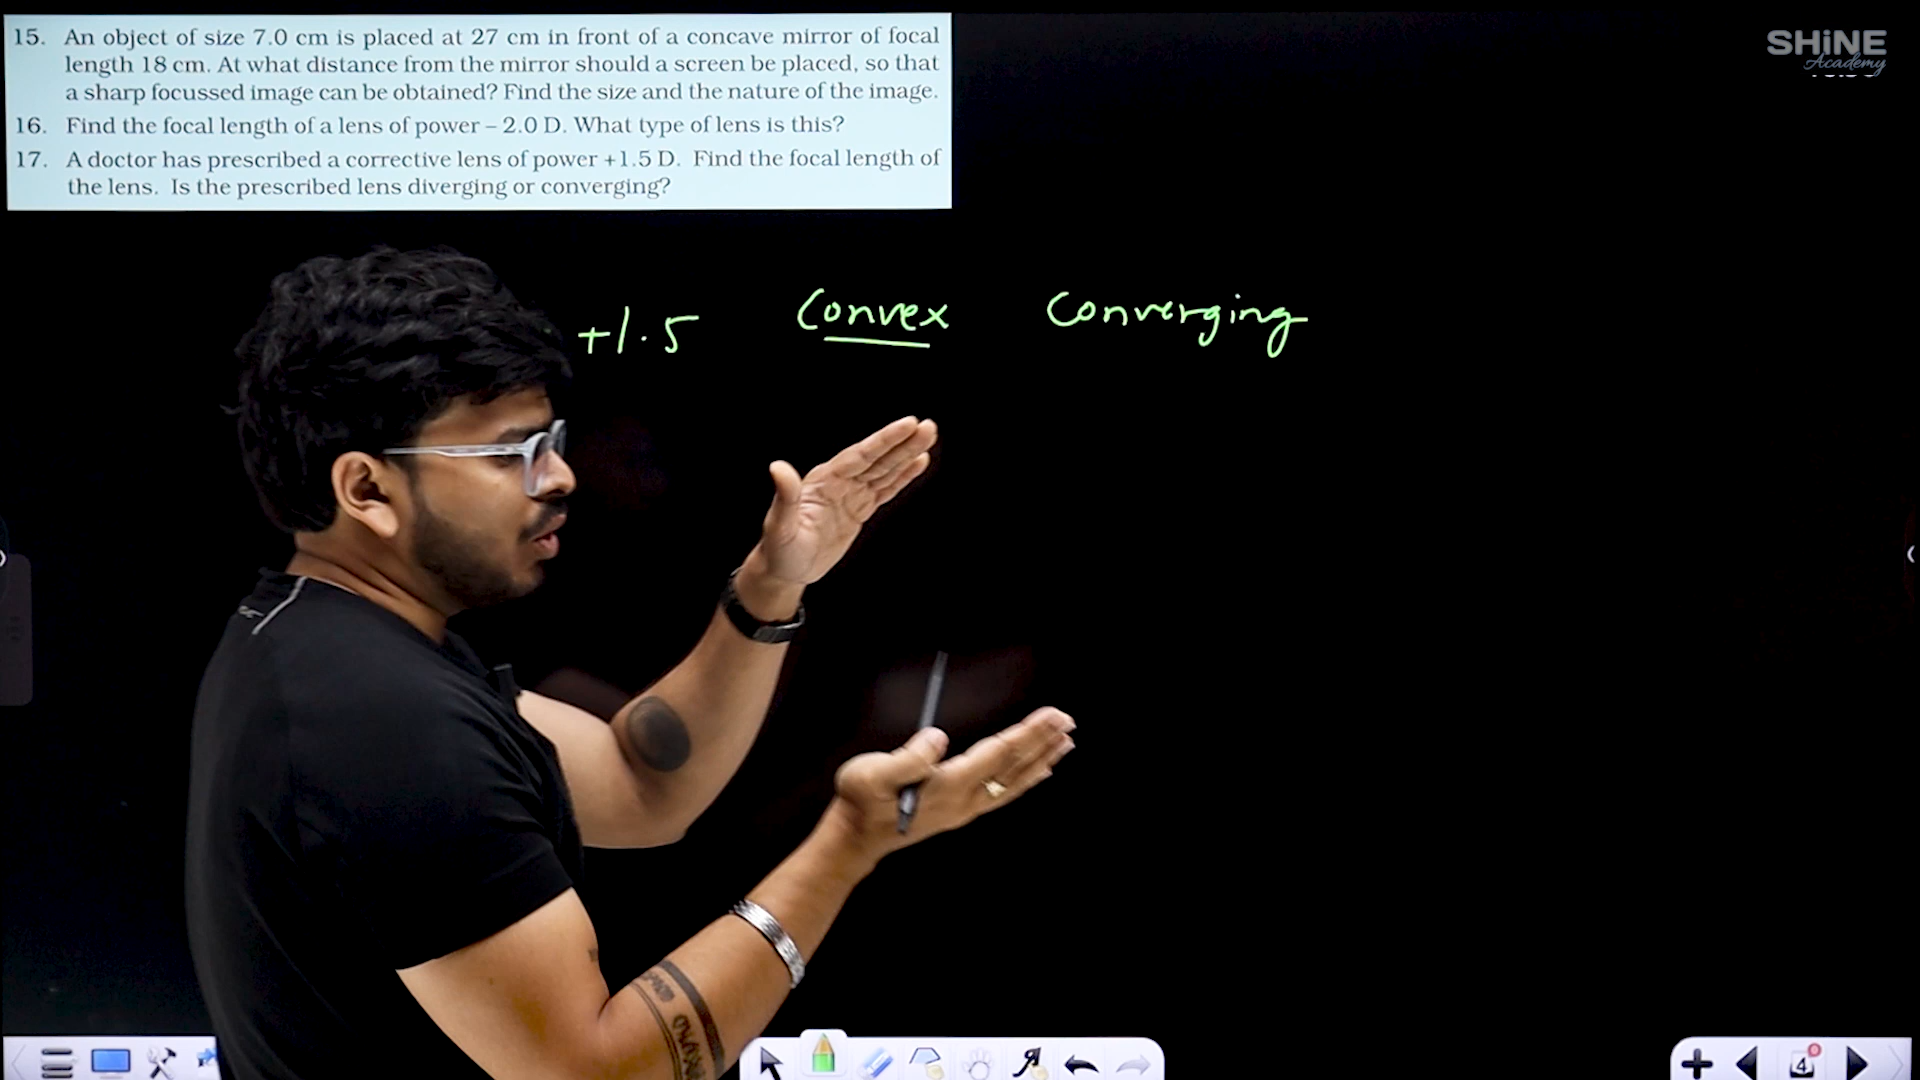 15. An object of size 7.0 cm is placed at 27 cm in front of a concave mirror of focal
length 18 cm. At what distance from the mirror should a screen be placed, so that
a sharp focussed image can be obtained? Find the size and the nature of the image.
16. Find the focal length of a lens of power – 2.0 D. What type of lens is this?
17. A doctor has prescribed a corrective lens of power +1.5 D. Find the focal length of
the lens. Is the prescribed lens diverging or converging?
SHiNE
Academy
+1.5 Convex Converging
4